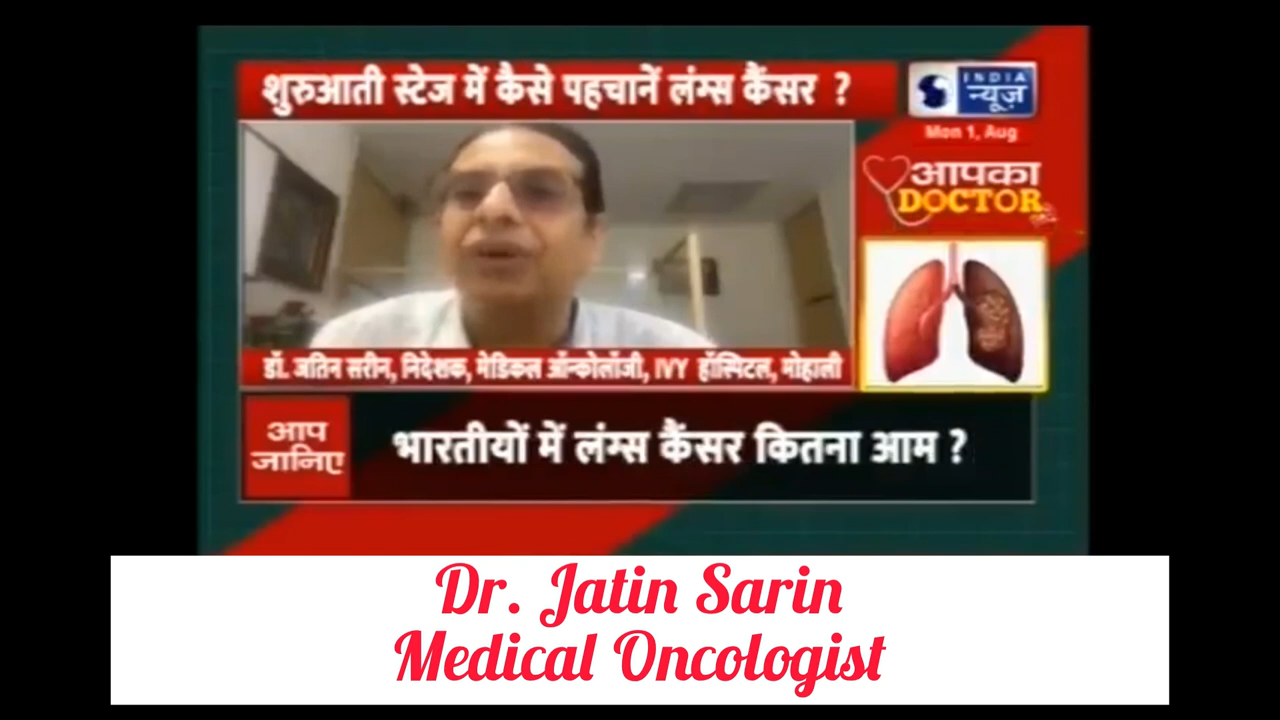 शुरुआती स्टेज में कैसे पहचानें लंग्स कैंसर ?
INDIA
न्यूज़
Mon 1, Aug
आपका
DOCTOR
डॉ. जतिन सरीन, निदेशक, मेडिकल ऑन्कोलॉजी, IVY हॉस्पिटल, मोहाली
आप
जानिए
भारतीयों में लंग्स कैंसर कितना आम ?
Dr. Jatin Sarin
Medical Oncologist